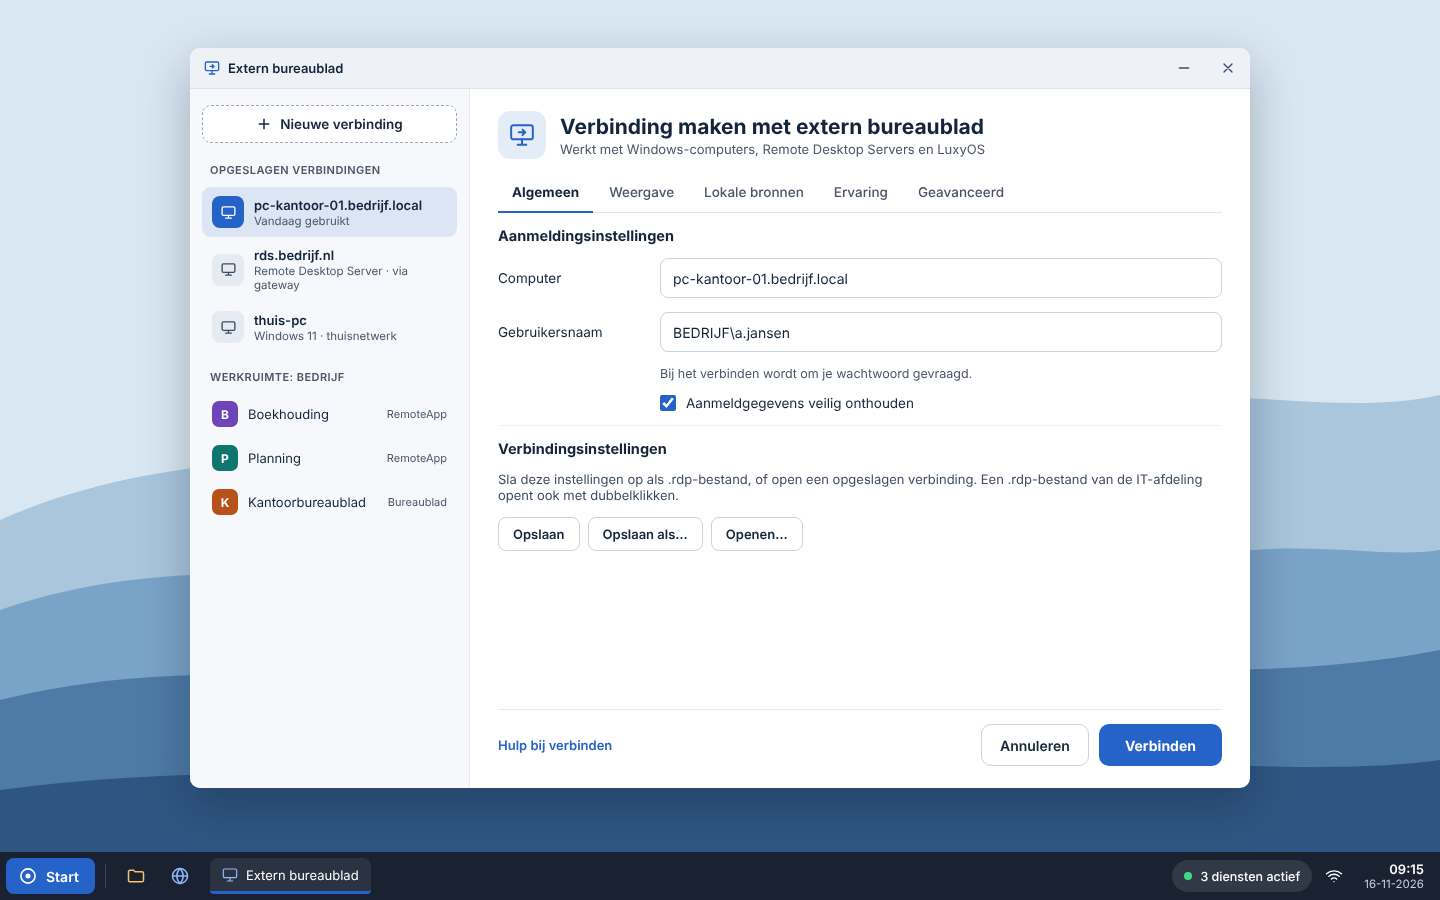 Extern bureaublad
Nieuwe verbinding
OPGESLAGEN VERBINDINGEN
pc-kantoor-01.bedrijf.local
Vandaag gebruikt
rds.bedrijf.nl
Remote Desktop Server · via
gateway
thuis-pc
Windows 11 · thuisnetwerk
WERKRUIMTE: BEDRIJF
B Boekhouding RemoteApp
P Planning RemoteApp
K Kantoorbureaublad Bureaublad
Verbinding maken met extern bureaublad
Werkt met Windows-computers, Remote Desktop Servers en LuxyOS
Algemeen Weergave Lokale bronnen Ervaring Geavanceerd
Aanmeldingsinstellingen
Computer pc-kantoor-01.bedrijf.local
Gebruikersnaam BEDRIJF\a.jansen
Bij het verbinden wordt om je wachtwoord gevraagd.
Aanmeldgegevens veilig onthouden
Verbindingsinstellingen
Sla deze instellingen op als .rdp-bestand, of open een opgeslagen verbinding. Een .rdp-bestand van de IT-afdeling
opent ook met dubbelklikken.
Opslaan Opslaan als... Openen...
Hulp bij verbinden Annuleren Verbinden
Start Extern bureaublad 3 diensten actief 09:15
16-11-2026